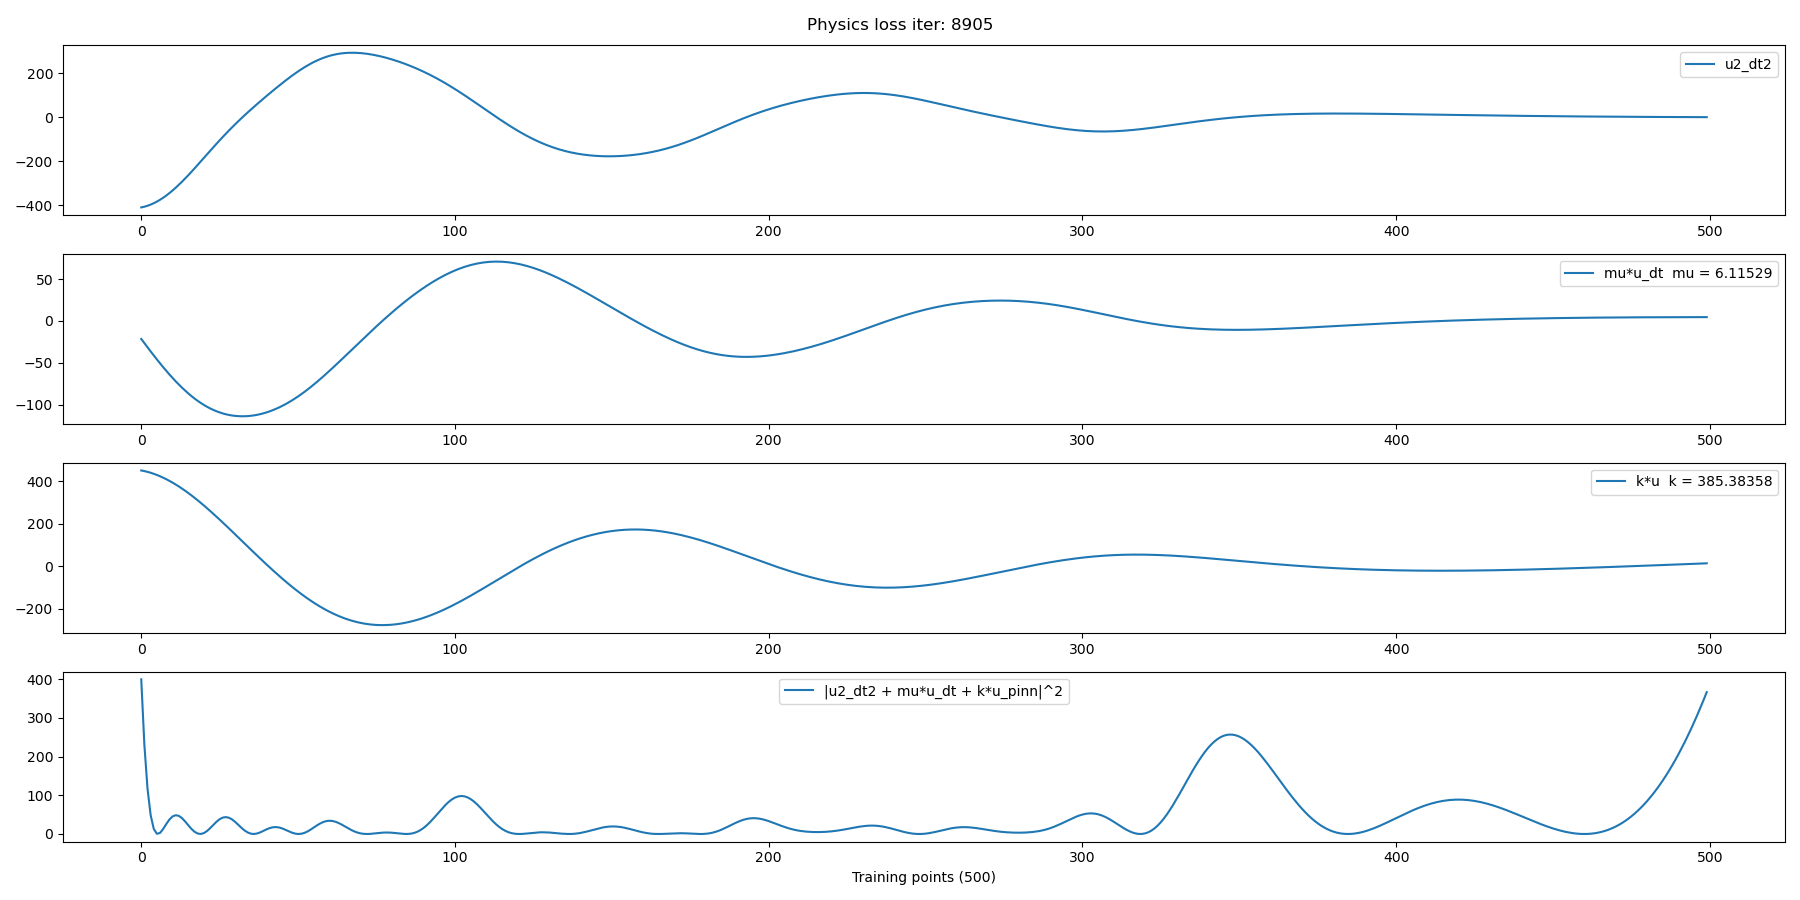 Physics loss iter: 8905
u2_dt2
200
0
−200
−400
0 100 200 300 400 500
mu*u_dt  mu = 6.11529
50
0
−50
−100
0 100 200 300 400 500
k*u  k = 385.38358
400
200
0
−200
0 100 200 300 400 500
|u2_dt2 + mu*u_dt + k*u_pinn|^2
400
300
200
100
0
0 100 200 300 400 500
Training points (500)